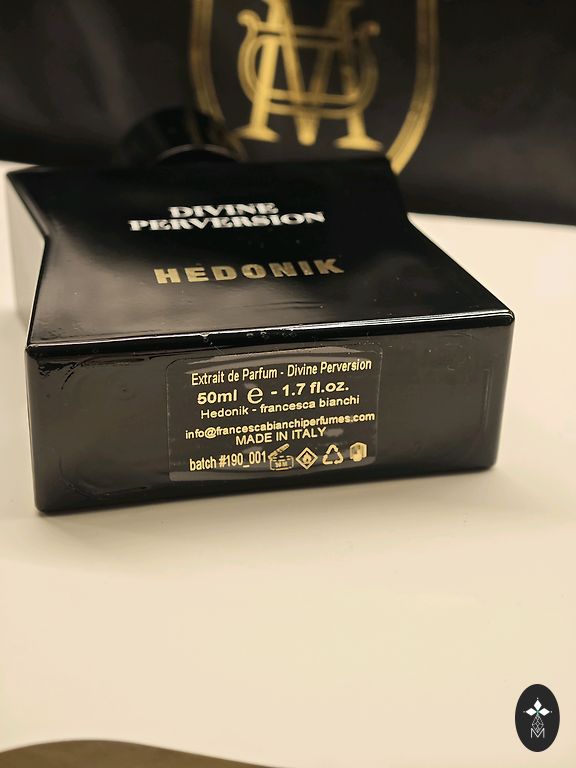 DIVINE
PERVERSION
HEDONIK
Extrait de Parfum - Divine Perversion
50ml e - 1.7 fl.oz.
Hedonik - francesca bianchi
info@francescabianchiperfumes.com
MADE IN ITALY
batch #190_001
M